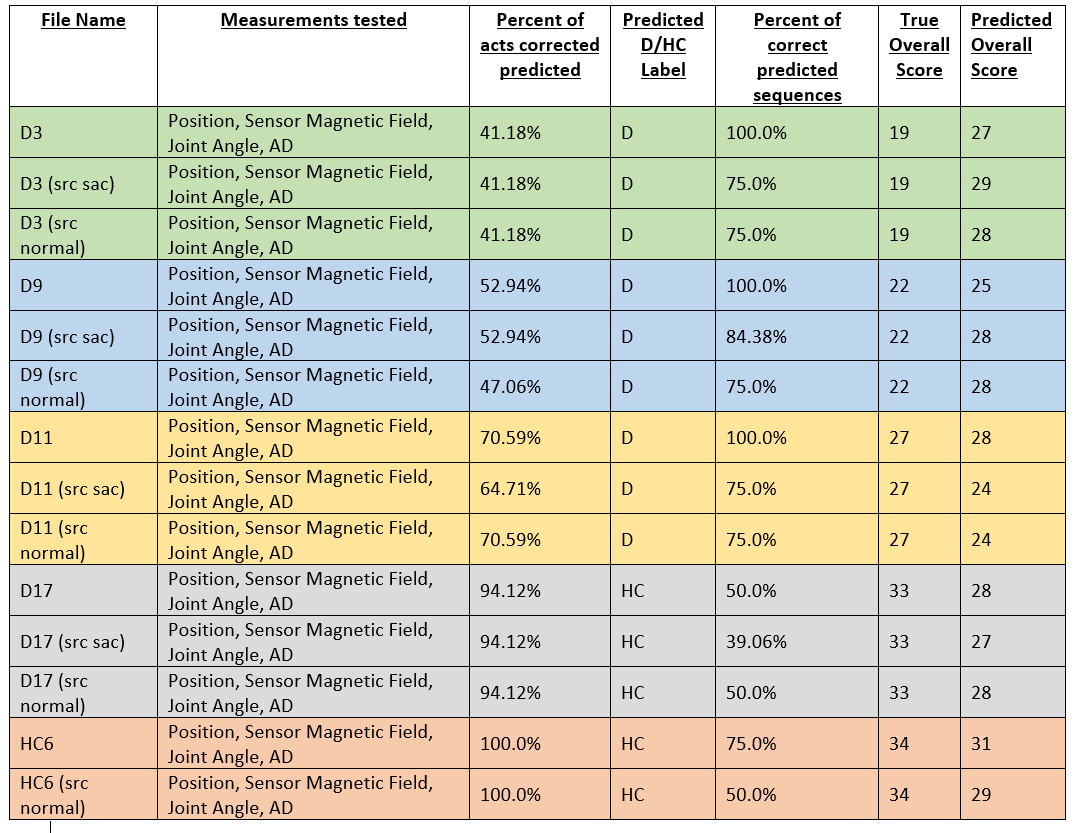 File Name | Measurements tested | Percent of acts corrected predicted | Predicted D/HC Label | Percent of correct predicted sequences | True Overall Score | Predicted Overall Score
D3 | Position, Sensor Magnetic Field, Joint Angle, AD | 41.18% | D | 100.0% | 19 | 27
D3 (src sac) | Position, Sensor Magnetic Field, Joint Angle, AD | 41.18% | D | 75.0% | 19 | 29
D3 (src normal) | Position, Sensor Magnetic Field, Joint Angle, AD | 41.18% | D | 75.0% | 19 | 28
D9 | Position, Sensor Magnetic Field, Joint Angle, AD | 52.94% | D | 100.0% | 22 | 25
D9 (src sac) | Position, Sensor Magnetic Field, Joint Angle, AD | 52.94% | D | 84.38% | 22 | 28
D9 (src normal) | Position, Sensor Magnetic Field, Joint Angle, AD | 47.06% | D | 75.0% | 22 | 28
D11 | Position, Sensor Magnetic Field, Joint Angle, AD | 70.59% | D | 100.0% | 27 | 28
D11 (src sac) | Position, Sensor Magnetic Field, Joint Angle, AD | 64.71% | D | 75.0% | 27 | 24
D11 (src normal) | Position, Sensor Magnetic Field, Joint Angle, AD | 70.59% | D | 75.0% | 27 | 24
D17 | Position, Sensor Magnetic Field, Joint Angle, AD | 94.12% | HC | 50.0% | 33 | 28
D17 (src sac) | Position, Sensor Magnetic Field, Joint Angle, AD | 94.12% | HC | 39.06% | 33 | 27
D17 (src normal) | Position, Sensor Magnetic Field, Joint Angle, AD | 94.12% | HC | 50.0% | 33 | 28
HC6 | Position, Sensor Magnetic Field, Joint Angle, AD | 100.0% | HC | 75.0% | 34 | 31
HC6 (src normal) | Position, Sensor Magnetic Field, Joint Angle, AD | 100.0% | HC | 50.0% | 34 | 29